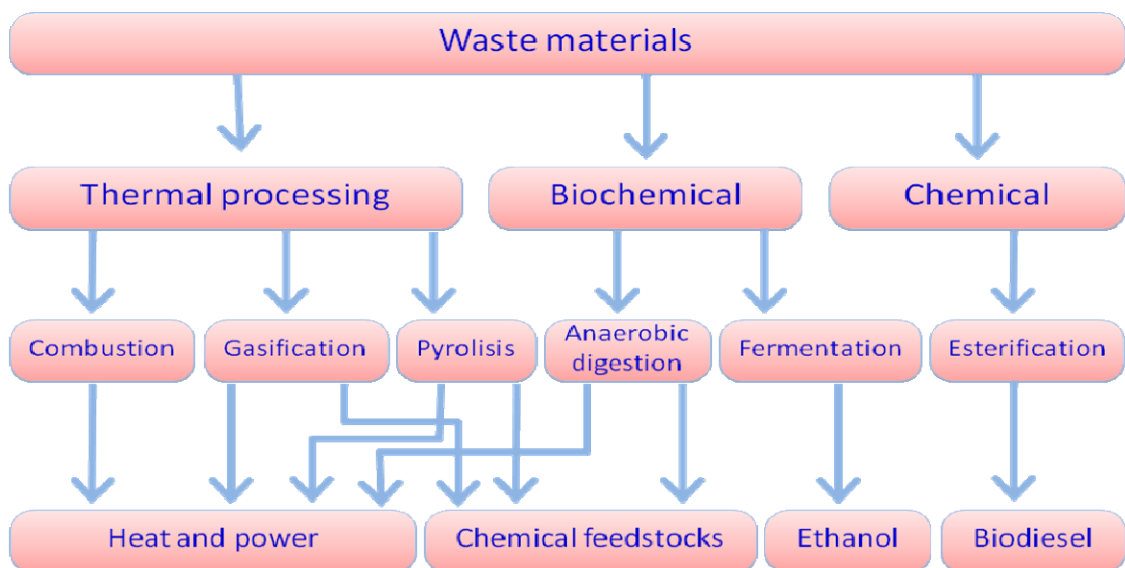 Waste materials
Thermal processing
Biochemical
Chemical
Combustion
Gasification
Pyrolisis
Anaerobic
digestion
Fermentation
Esterification
Heat and power
Chemical feedstocks
Ethanol
Biodiesel